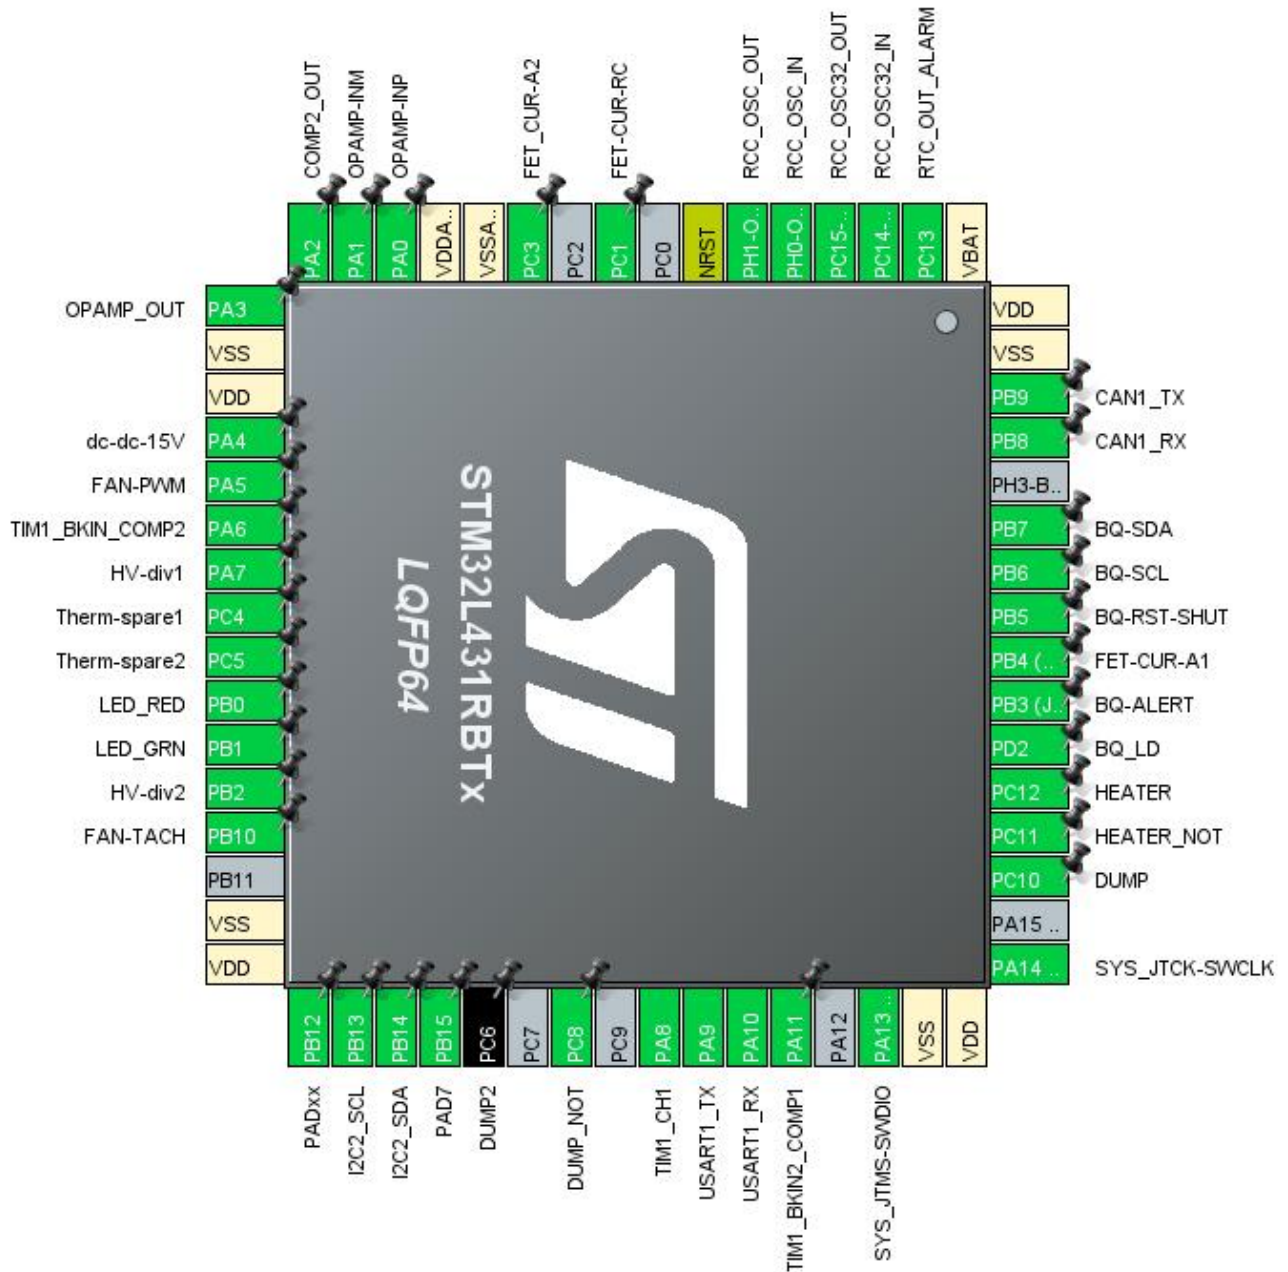 COMP2_OUT
OPAMP-INM
OPAMP-INP
FET_CUR-A2
FET-CUR-RC
RCC_OSC_OUT
RCC_OSC_IN
RCC_OSC32_OUT
RCC_OSC32_IN
RTC_OUT_ALARM
PA2
PA1
PA0
VDDA..
VSSA..
PC3
PC2
PC1
PC0
NRST
PH1-O..
PH0-O..
PC15-..
PC14-..
PC13
VBAT
OPAMP_OUT PA3
VSS
VDD
dc-dc-15V PA4
FAN-PWM PA5
TIM1_BKIN_COMP2 PA6
HV-div1 PA7
Therm-spare1 PC4
Therm-spare2 PC5
LED_RED PB0
LED_GRN PB1
HV-div2 PB2
FAN-TACH PB10
PB11
VSS
VDD
STM32L431RBTx
LQFP64
VDD
VSS
PB9 CAN1_TX
PB8 CAN1_RX
PH3-B..
PB7 BQ-SDA
PB6 BQ-SCL
PB5 BQ-RST-SHUT
PB4 (.. FET-CUR-A1
PB3 (J.. BQ-ALERT
PD2 BQ_LD
PC12 HEATER
PC11 HEATER_NOT
PC10 DUMP
PA15 ..
PA14 .. SYS_JTCK-SWCLK
PB12
PB13
PB14
PB15
PC6
PC7
PC8
PC9
PA8
PA9
PA10
PA11
PA12
PA13 ..
VSS
VDD
PADxx
I2C2_SCL
I2C2_SDA
PAD7
DUMP2
DUMP_NOT
TIM1_CH1
USART1_TX
USART1_RX
TIM1_BKIN2_COMP1
SYS_JTMS-SWDIO